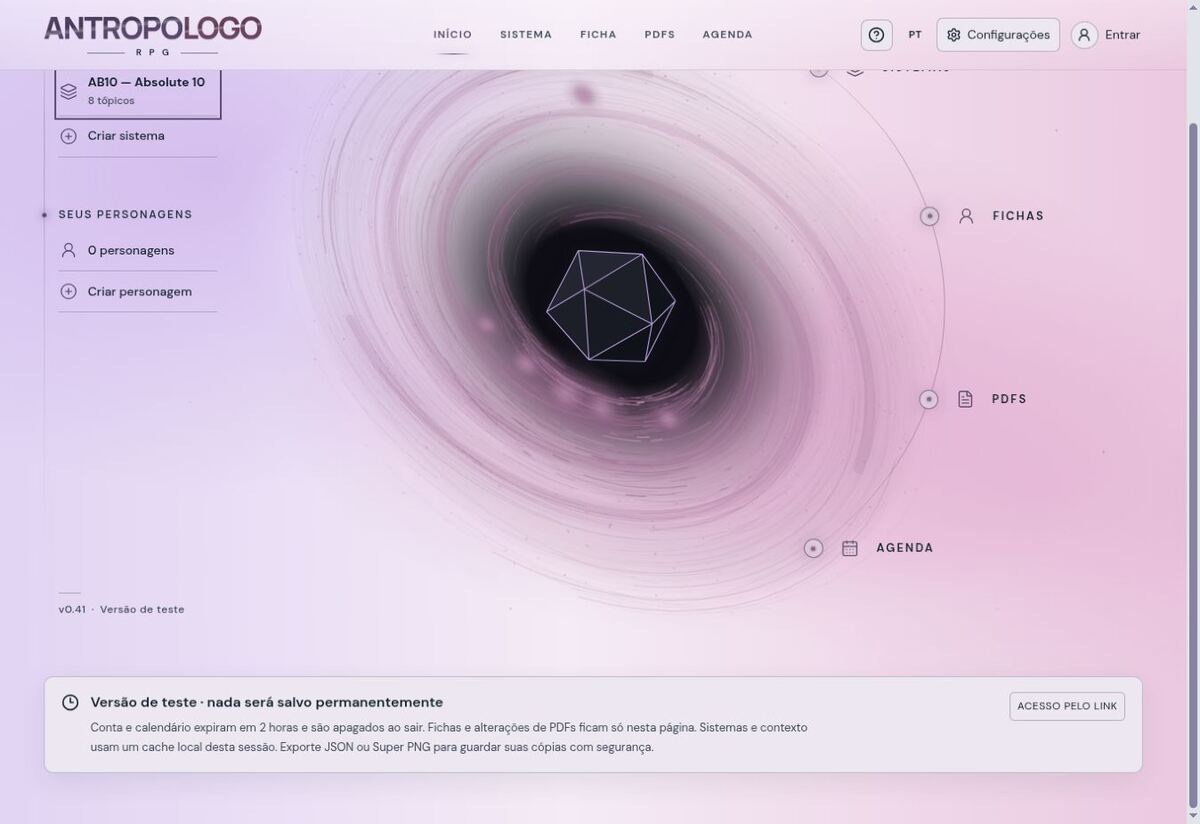 ANTROPOLOGO
RPG
INÍCIO
SISTEMA
FICHA
PDFS
AGENDA
PT
Configurações
Entrar
AB10 — Absolute 10
8 tópicos
Criar sistema
SEUS PERSONAGENS
0 personagens
Criar personagem
FICHAS
PDFS
AGENDA
v0.41 · Versão de teste
Versão de teste · nada será salvo permanentemente
ACESSO PELO LINK
Conta e calendário expiram em 2 horas e são apagados ao sair. Fichas e alterações de PDFs ficam só nesta página. Sistemas e contexto
usam um cache local desta sessão. Exporte JSON ou Super PNG para guardar suas cópias com segurança.